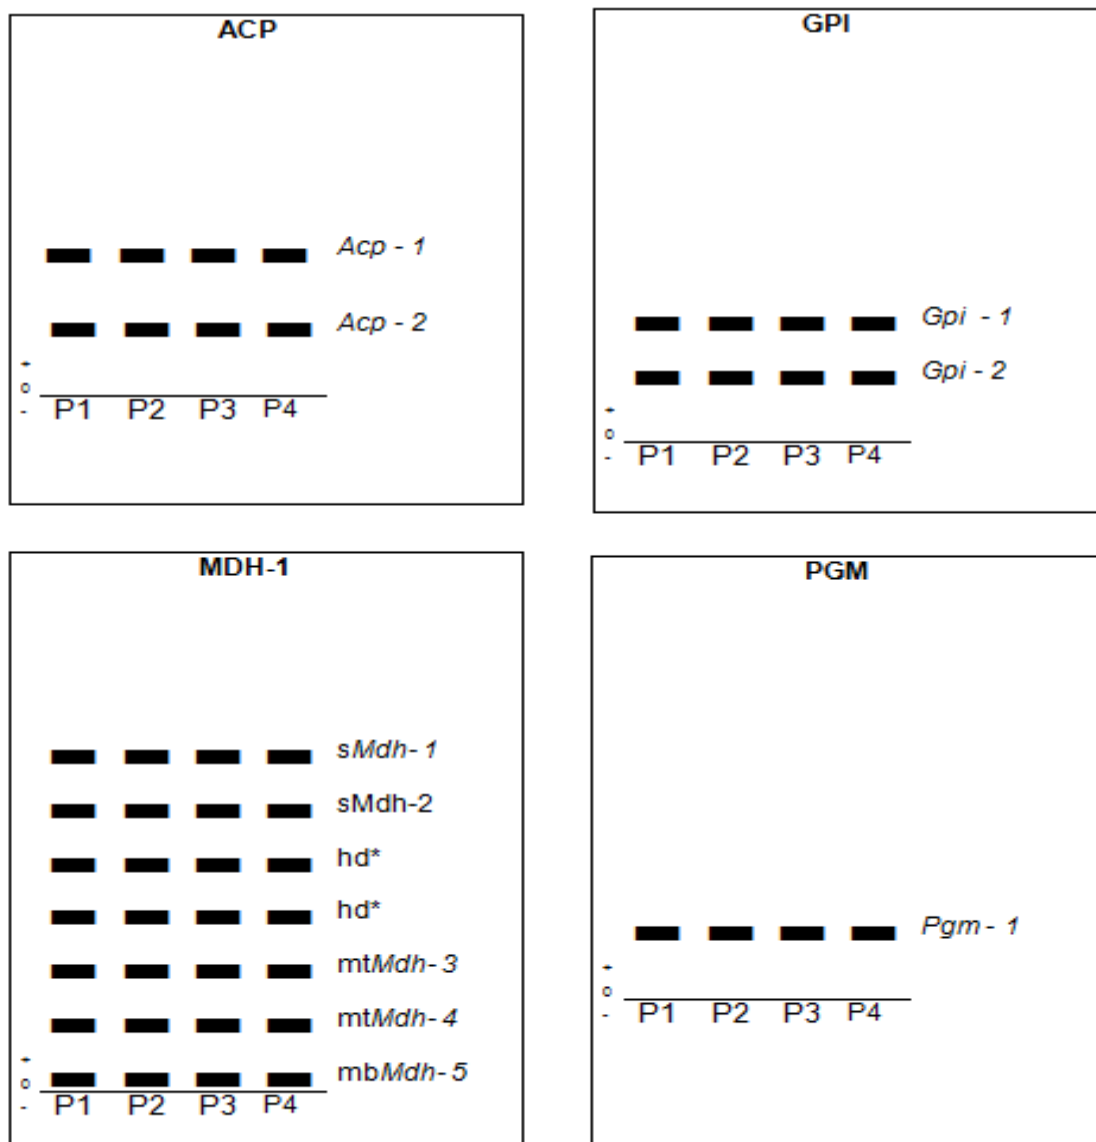 ACP
Acp - 1
Acp - 2
+
o
-
P1 P2 P3 P4
GPI
Gpi - 1
Gpi - 2
+
o
-
P1 P2 P3 P4
MDH-1
sMdh- 1
sMdh-2
hd*
hd*
mtMdh- 3
mtMdh- 4
mbMdh- 5
+
o
-
P1 P2 P3 P4
PGM
Pgm - 1
+
o
-
P1 P2 P3 P4